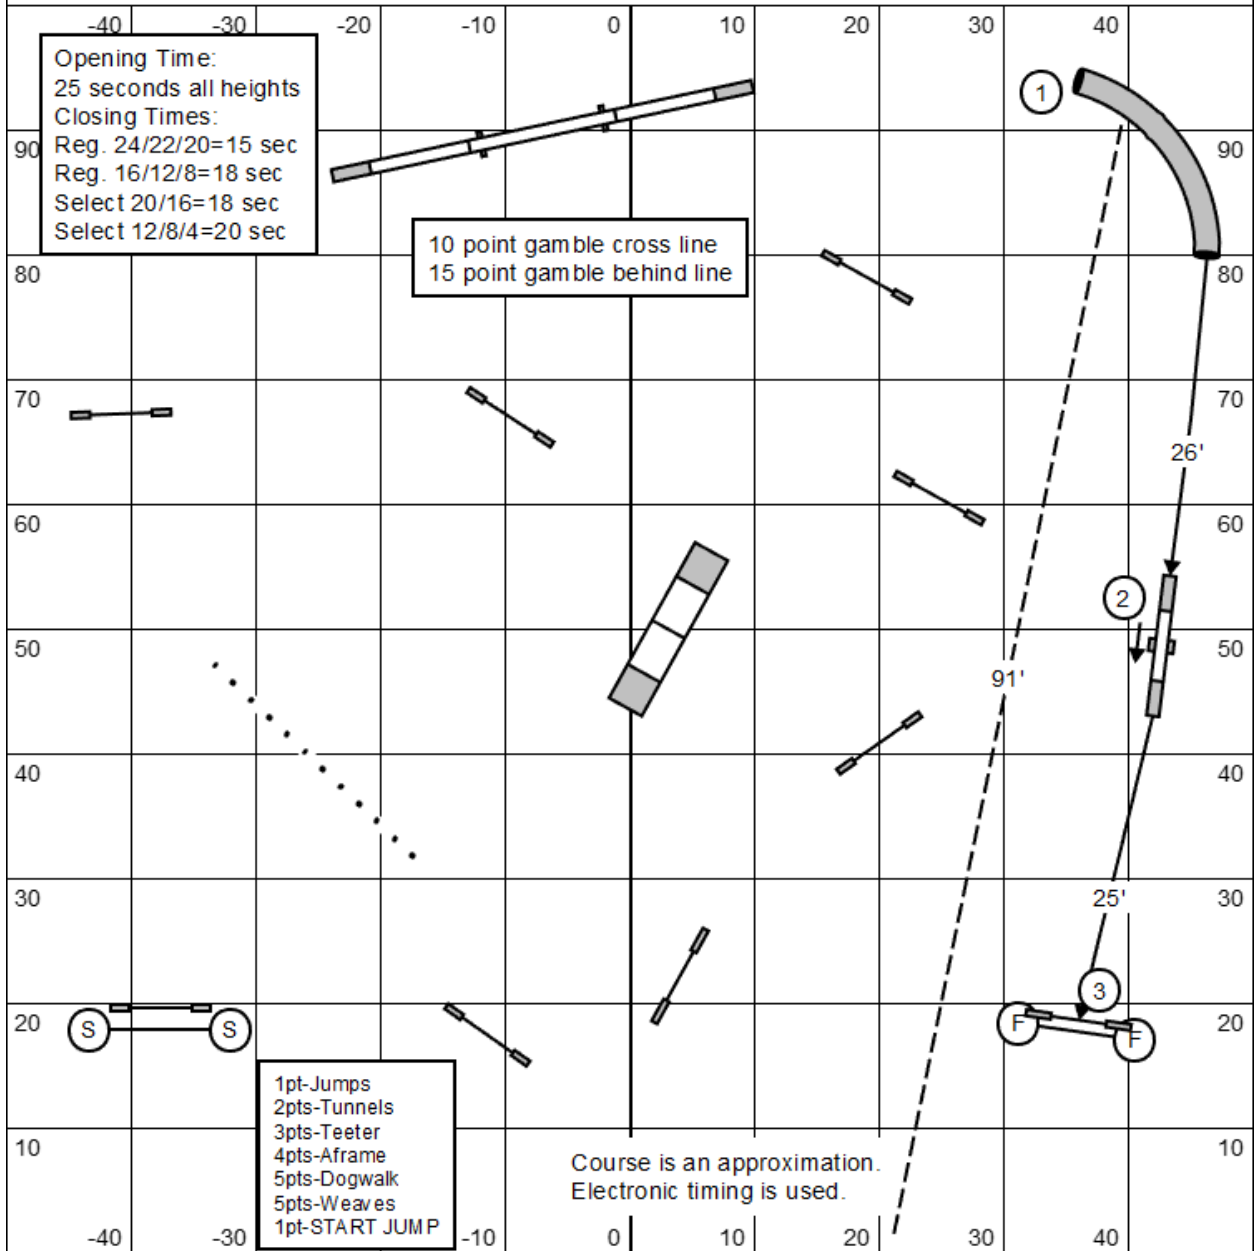 -40 -30 -20 -10 0 10 20 30 40
Opening Time:
25 seconds all heights
Closing Times:
Reg. 24/22/20=15 sec
Reg. 16/12/8=18 sec
Select 20/16=18 sec
Select 12/8/4=20 sec
1
90 90
10 point gamble cross line
15 point gamble behind line
80 80
70 70
26'
60 60
2
50 50
91'
40 40
30 25' 30
3
S S 20 F F 20
1pt-Jumps
2pts-Tunnels
3pts-Teeter
4pts-Aframe
5pts-Dogwalk
5pts-Weaves
1pt-START JUMP
10 10
Course is an approximation.
Electronic timing is used.
-40 -30 -10 0 10 20 30 40